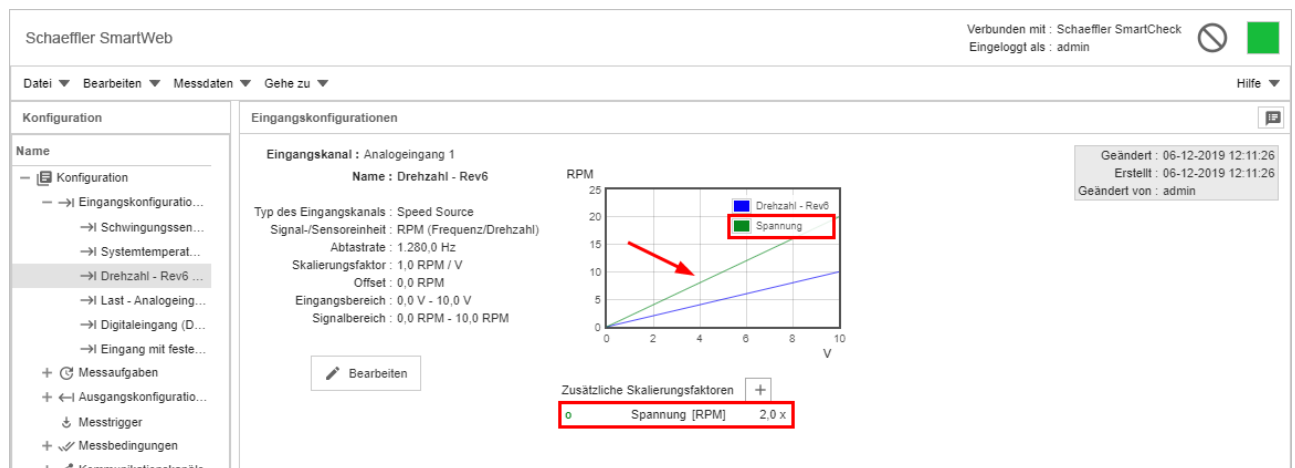 Schaeffler SmartWeb
Verbunden mit : Schaeffler SmartCheck
Eingeloggt als : admin
Datei Bearbeiten Messdaten Gehe zu Hilfe
Konfiguration
Eingangskonfigurationen
Name
Konfiguration
Eingangskonfiguratio...
Schwingungssen...
Systemtemperat...
Drehzahl - Rev6 ...
Last - Analogeing...
Digitaleingang (D...
Eingang mit feste...
Messaufgaben
Ausgangskonfiguratio...
Messtrigger
Messbedingungen
Kommunikationskanäle
Eingangskanal : Analogeingang 1
Name : Drehzahl - Rev6
Typ des Eingangskanals : Speed Source
Signal-/Sensoreinheit : RPM (Frequenz/Drehzahl)
Abtastrate : 1.280,0 Hz
Skalierungsfaktor : 1,0 RPM / V
Offset : 0,0 RPM
Eingangsbereich : 0,0 V - 10,0 V
Signalbereich : 0,0 RPM - 10,0 RPM
Bearbeiten
RPM
25
20
15
10
5
0
0 2 4 6 8 10
V
Drehzahl - Rev6
Spannung
Zusätzliche Skalierungsfaktoren +
o Spannung [RPM] 2,0 x
Geändert : 06-12-2019 12:11:26
Erstellt : 06-12-2019 12:11:26
Geändert von : admin